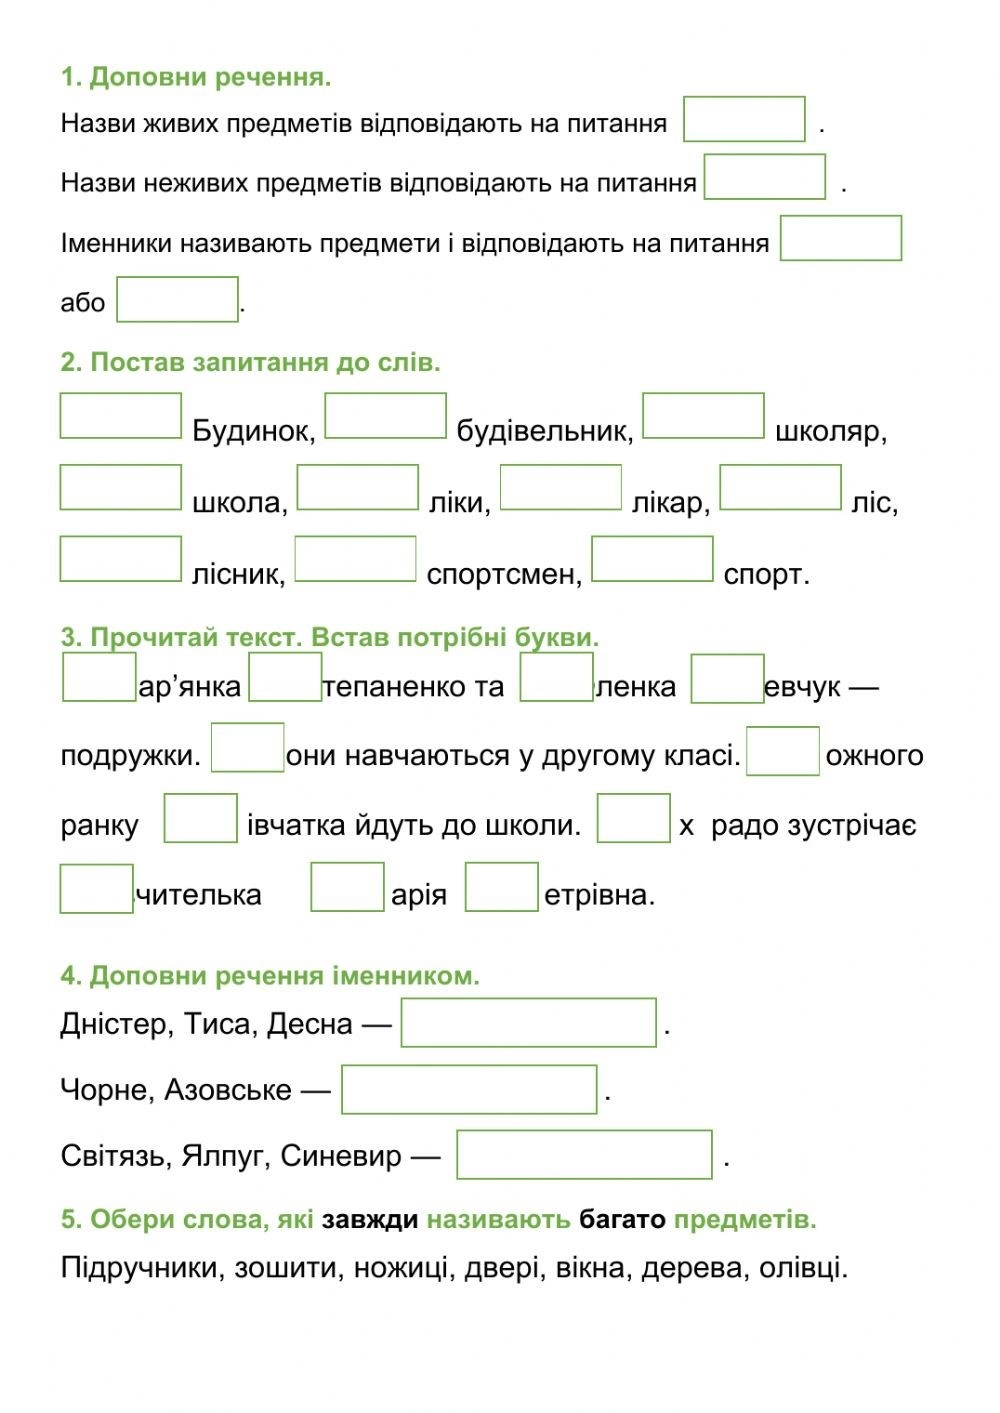 1. Доповни речення.
Назви живих предметів відповідають на питання .
Назви неживих предметів відповідають на питання .
Іменники називають предмети і відповідають на питання
або .
2. Постав запитання до слів.
Будинок, будівельник, школяр,
школа, ліки, лікар, ліс,
лісник, спортсмен, спорт.
3. Прочитай текст. Встав потрібні букви.
ар’янка тепаненко та ленка евчук —
подружки. они навчаються у другому класі. ожного
ранку івчатка йдуть до школи. х радо зустрічає
чителька арія етрівна.
4. Доповни речення іменником.
Дністер, Тиса, Десна — .
Чорне, Азовське — .
Світязь, Ялпуг, Синевир — .
5. Обери слова, які завжди називають багато предметів.
Підручники, зошити, ножиці, двері, вікна, дерева, олівці.